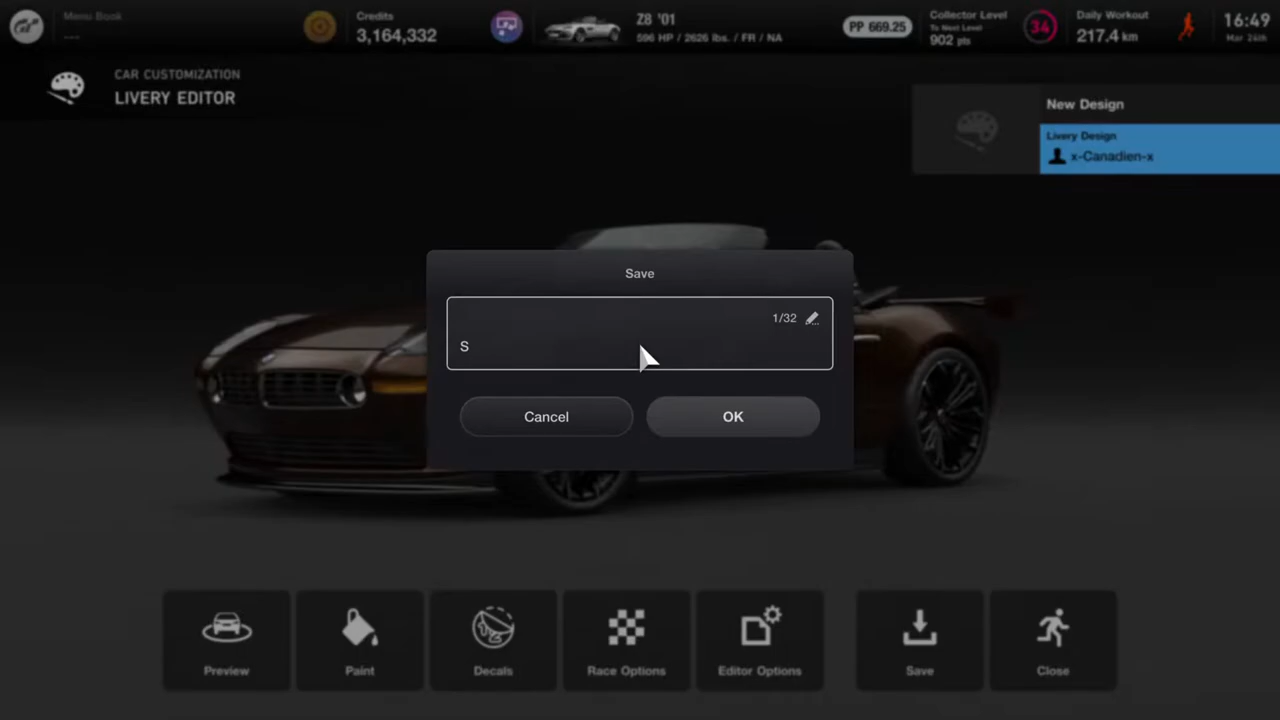 Menu Book
---
Credits
3,164,332
Z8 '01
596 HP / 2626 lbs. / FR / NA
PP 669.25
Collector Level
To Next Level
902 pts
34
Daily Workout
217.4 km
16:49
Mar 24th
CAR CUSTOMIZATION
LIVERY EDITOR
New Design
Livery Design
x-Canadien-x
Save
1/32
S
Cancel
OK
Preview
Paint
Decals
Race Options
Editor Options
Save
Close